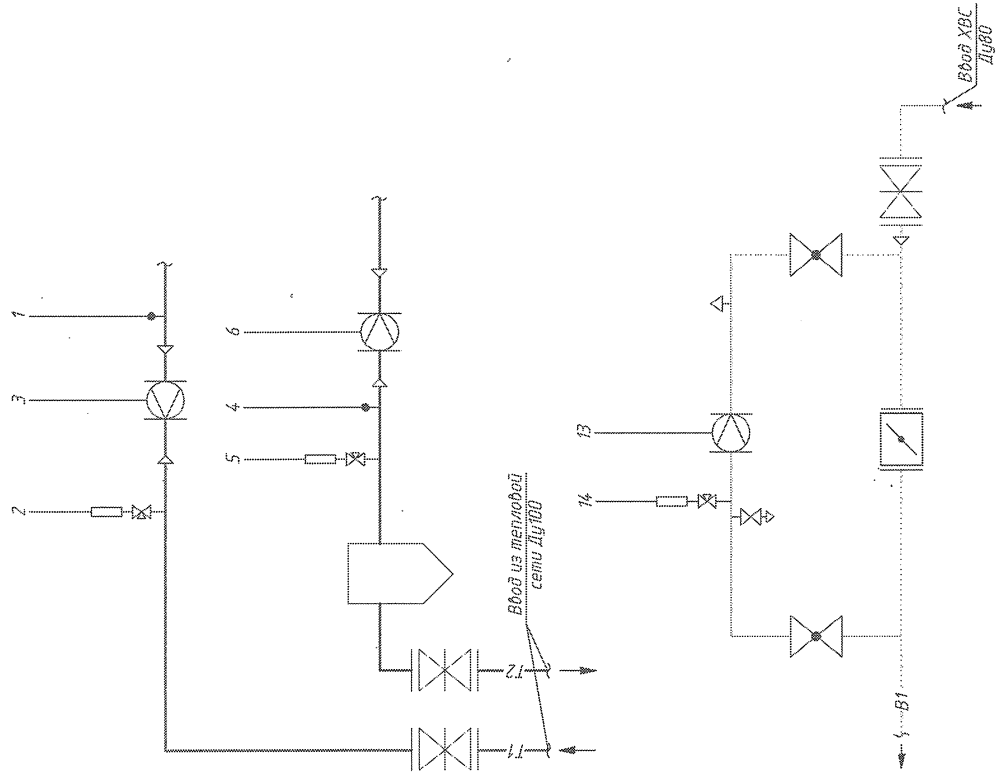 1
3
2
6
4
5
Ввод из тепловой
сети Ду100
Т2
Т1
13
14
Ввод ХВС
Ду80
В1